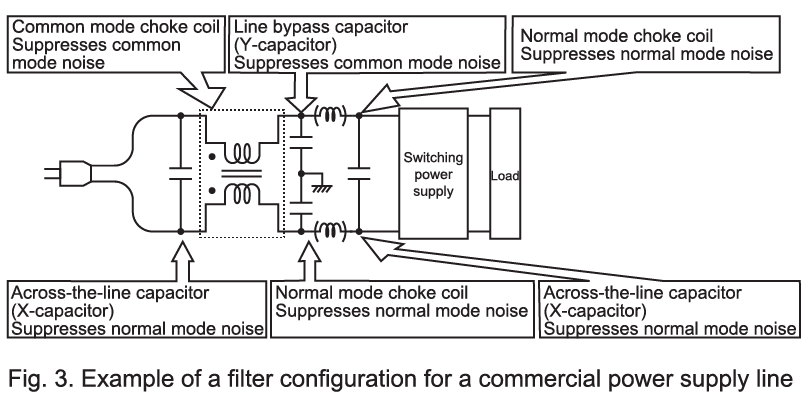 Common mode choke coil
Suppresses common
mode noise
Line bypass capacitor
(Y-capacitor)
Suppresses common mode noise
Normal mode choke coil
Suppresses normal mode noise
Switching
power
supply
Load
Across-the-line capacitor
(X-capacitor)
Suppresses normal mode noise
Normal mode choke coil
Suppresses normal mode noise
Across-the-line capacitor
(X-capacitor)
Suppresses normal mode noise
Fig. 3. Example of a filter configuration for a commercial power supply line